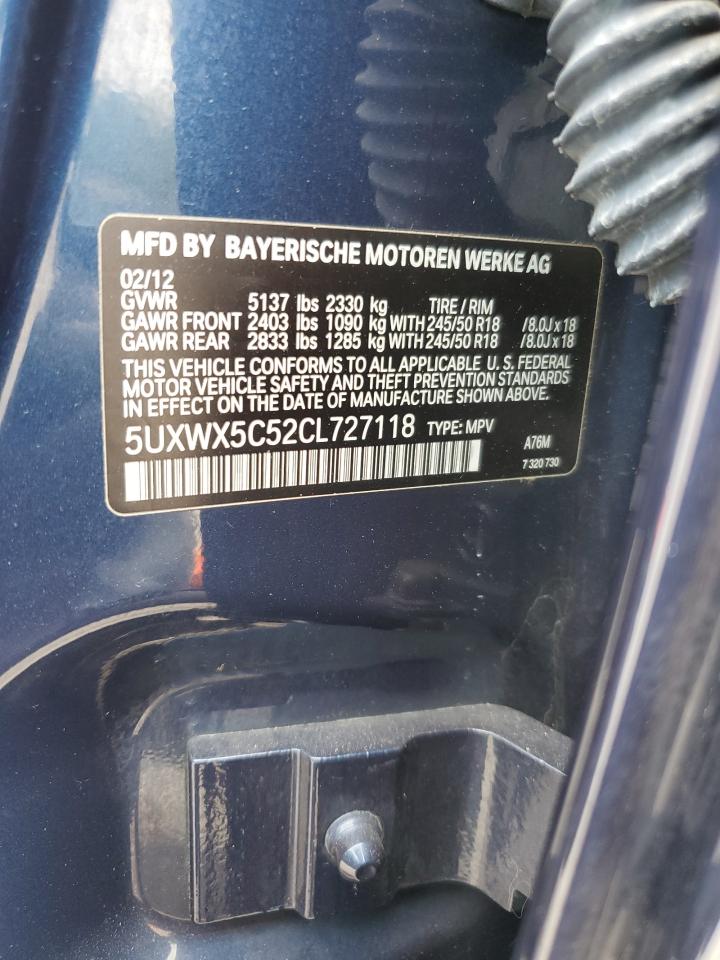 MFD BY BAYERISCHE MOTOREN WERKE AG
02/12
GVWR 5137 lbs 2330 kg TIRE / RIM
GAWR FRONT 2403 lbs 1090 kg WITH 245/50 R18 /8.0J x 18
GAWR REAR 2833 lbs 1285 kg WITH 245/50 R18 /8.0J x 18
THIS VEHICLE CONFORMS TO ALL APPLICABLE U.S. FEDERAL
MOTOR VEHICLE SAFETY AND THEFT PREVENTION STANDARDS
IN EFFECT ON THE DATE OF MANUFACTURE SHOWN ABOVE.
5UXWX5C52CL727118 TYPE: MPV
A76M
7 320 730